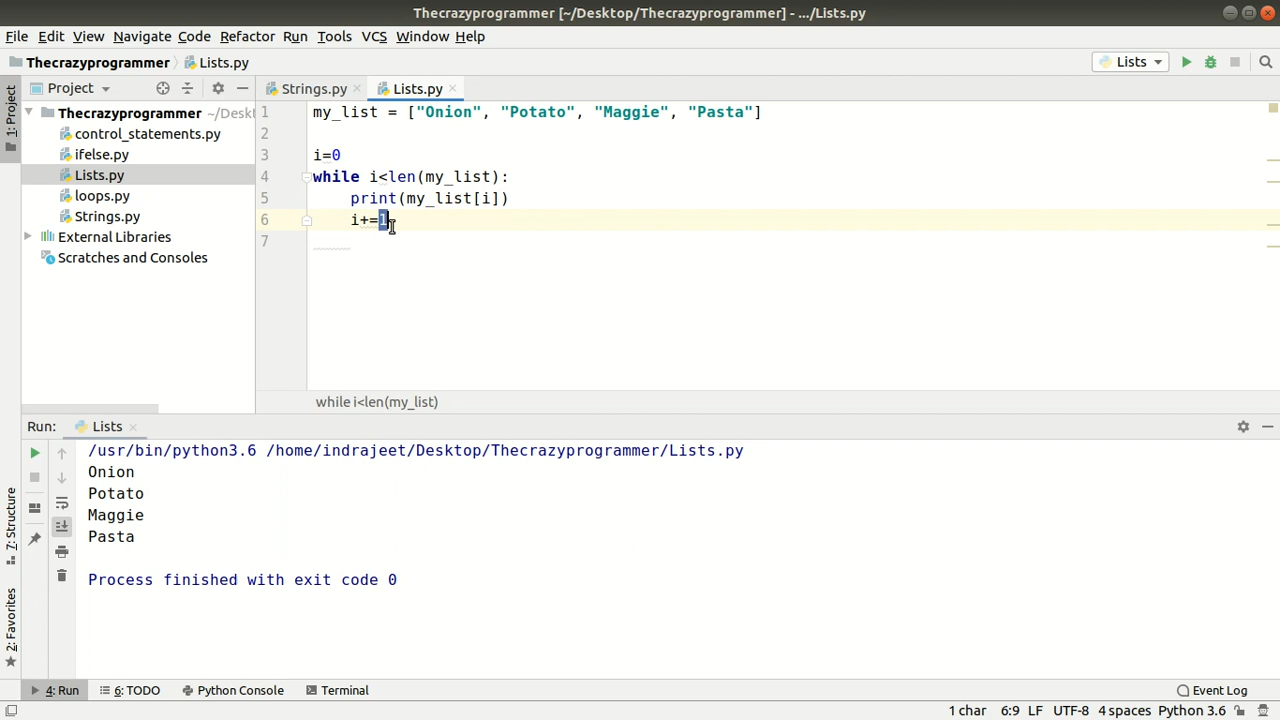 Thecrazyprogrammer [~/Desktop/Thecrazyprogrammer] - .../Lists.py
File Edit View Navigate Code Refactor Run Tools VCS Window Help
Thecrazyprogrammer Lists.py
Lists
1: Project
Project
Strings.py
Lists.py
Thecrazyprogrammer ~/Deskt
control_statements.py
ifelse.py
Lists.py
loops.py
Strings.py
External Libraries
Scratches and Consoles
1 my_list = ["Onion", "Potato", "Maggie", "Pasta"]
2
3 i=0
4 while i<len(my_list):
5     print(my_list[i])
6     i+=1
7
while i<len(my_list)
Run: Lists
/usr/bin/python3.6 /home/indrajeet/Desktop/Thecrazyprogrammer/Lists.py
Onion
Potato
Maggie
Pasta
Process finished with exit code 0
7: Structure
2: Favorites
4: Run 6: TODO Python Console Terminal Event Log
1 char 6:9 LF UTF-8 4 spaces Python 3.6